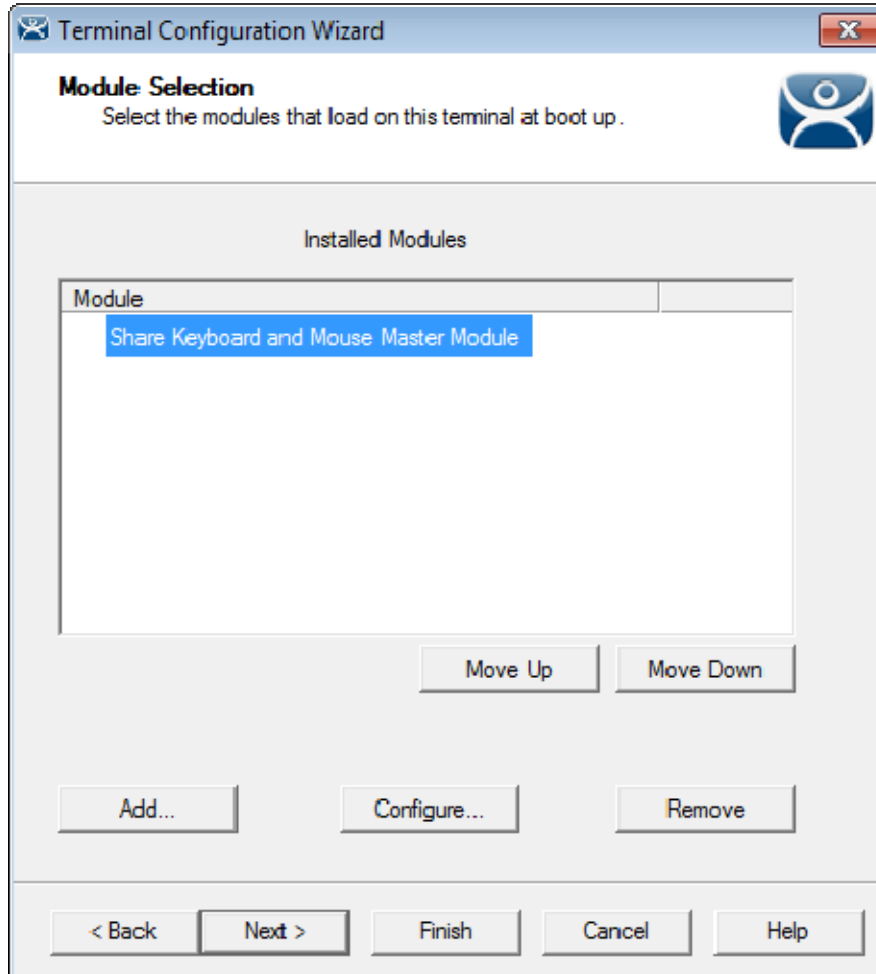 Terminal Configuration Wizard
Module Selection
Select the modules that load on this terminal at boot up.
Installed Modules
Module
Share Keyboard and Mouse Master Module
Move Up
Move Down
Add...
Configure...
Remove
< Back
Next >
Finish
Cancel
Help